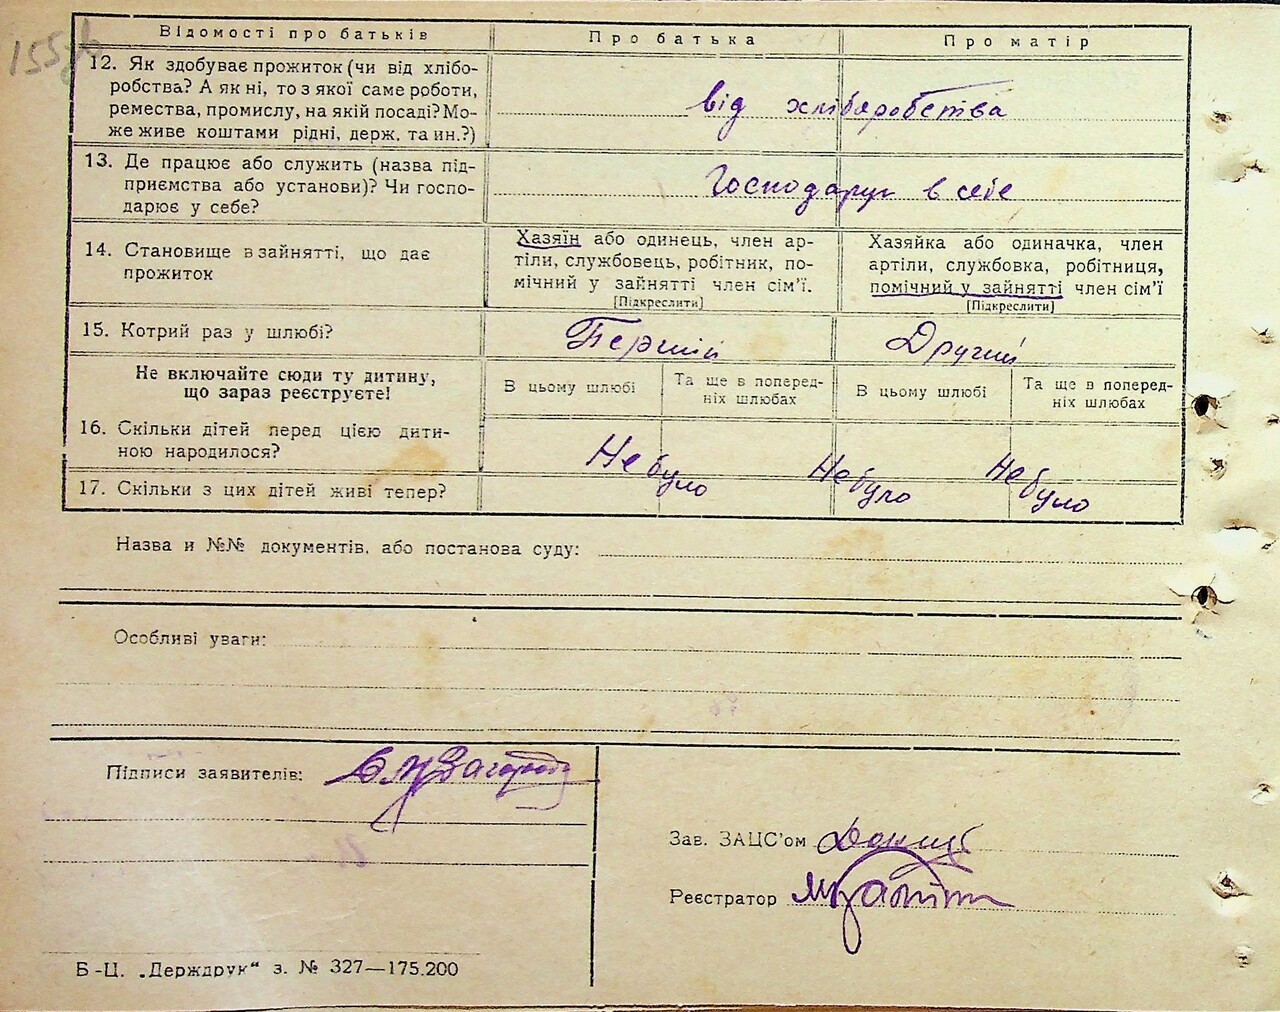 155 зв
Відомості про батьків
Про батька
Про матір
12. Як здобуває прожиток (чи від хлібо-
робства? А як ні, то з якої саме роботи,
ремества, промислу, на якій посаді? Мо-
же живе коштами рідні, держ. та ин.?)
від хліборобства
13. Де працює або служить (назва під-
приємства або установи)? Чи госпо-
дарює у себе?
Господарує в себе
14. Становище в зайнятті, що дає
прожиток
Хазяїн або одинець, член ар-
тіли, службовець, робітник, по-
мічний у зайнятті член сім'ї.
[Підкреслити]
Хазяйка або одиначка, член
артіли, службовка, робітниця,
помічний у зайнятті член сім'ї
[Підкреслити]
15. Котрий раз у шлюбі?
Перший
Другий
Не включайте сюди ту дитину,
що зараз реєструєте!
В цьому шлюбі
Та ще в поперед-
ніх шлюбах
В цьому шлюбі
Та ще в поперед-
ніх шлюбах
16. Скільки дітей перед цією дити-
ною народилося?
17. Скільки з цих дітей живі тепер?
Не було
Не було
Не було
Назва и №№ документів, або постанова суду:
Особливі уваги:
Підписи заявителів:
Зав. ЗАЦС'ом
Реєстратор
Б-Ц. „Держдрук“ з. № 327—175.200